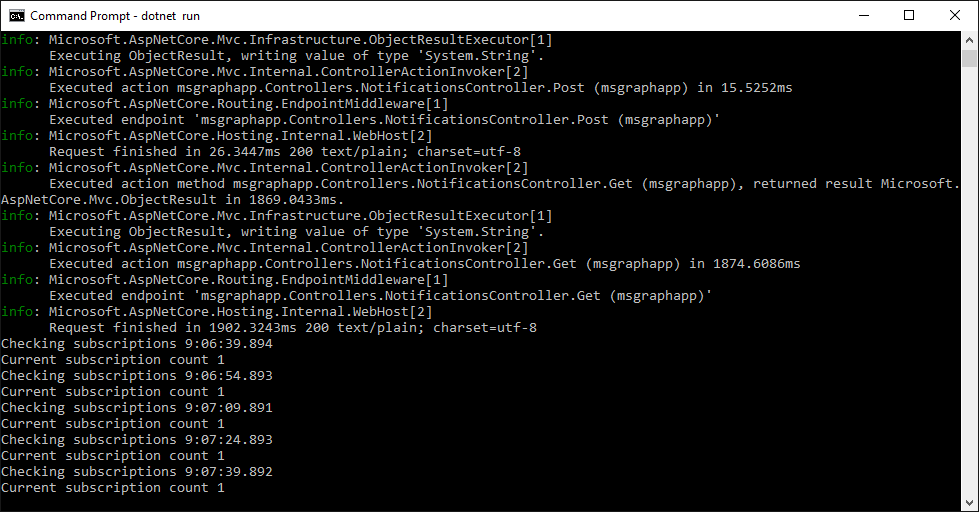 Command Prompt - dotnet  run
info: Microsoft.AspNetCore.Mvc.Infrastructure.ObjectResultExecutor[1]
      Executing ObjectResult, writing value of type 'System.String'.
info: Microsoft.AspNetCore.Mvc.Internal.ControllerActionInvoker[2]
      Executed action msgraphapp.Controllers.NotificationsController.Post (msgraphapp) in 15.5252ms
info: Microsoft.AspNetCore.Routing.EndpointMiddleware[1]
      Executed endpoint 'msgraphapp.Controllers.NotificationsController.Post (msgraphapp)'
info: Microsoft.AspNetCore.Hosting.Internal.WebHost[2]
      Request finished in 26.3447ms 200 text/plain; charset=utf-8
info: Microsoft.AspNetCore.Mvc.Internal.ControllerActionInvoker[2]
      Executed action method msgraphapp.Controllers.NotificationsController.Get (msgraphapp), returned result Microsoft.
AspNetCore.Mvc.ObjectResult in 1869.0433ms.
info: Microsoft.AspNetCore.Mvc.Infrastructure.ObjectResultExecutor[1]
      Executing ObjectResult, writing value of type 'System.String'.
info: Microsoft.AspNetCore.Mvc.Internal.ControllerActionInvoker[2]
      Executed action msgraphapp.Controllers.NotificationsController.Get (msgraphapp) in 1874.6086ms
info: Microsoft.AspNetCore.Routing.EndpointMiddleware[1]
      Executed endpoint 'msgraphapp.Controllers.NotificationsController.Get (msgraphapp)'
info: Microsoft.AspNetCore.Hosting.Internal.WebHost[2]
      Request finished in 1902.3243ms 200 text/plain; charset=utf-8
Checking subscriptions 9:06:39.894
Current subscription count 1
Checking subscriptions 9:06:54.893
Current subscription count 1
Checking subscriptions 9:07:09.891
Current subscription count 1
Checking subscriptions 9:07:24.893
Current subscription count 1
Checking subscriptions 9:07:39.892
Current subscription count 1